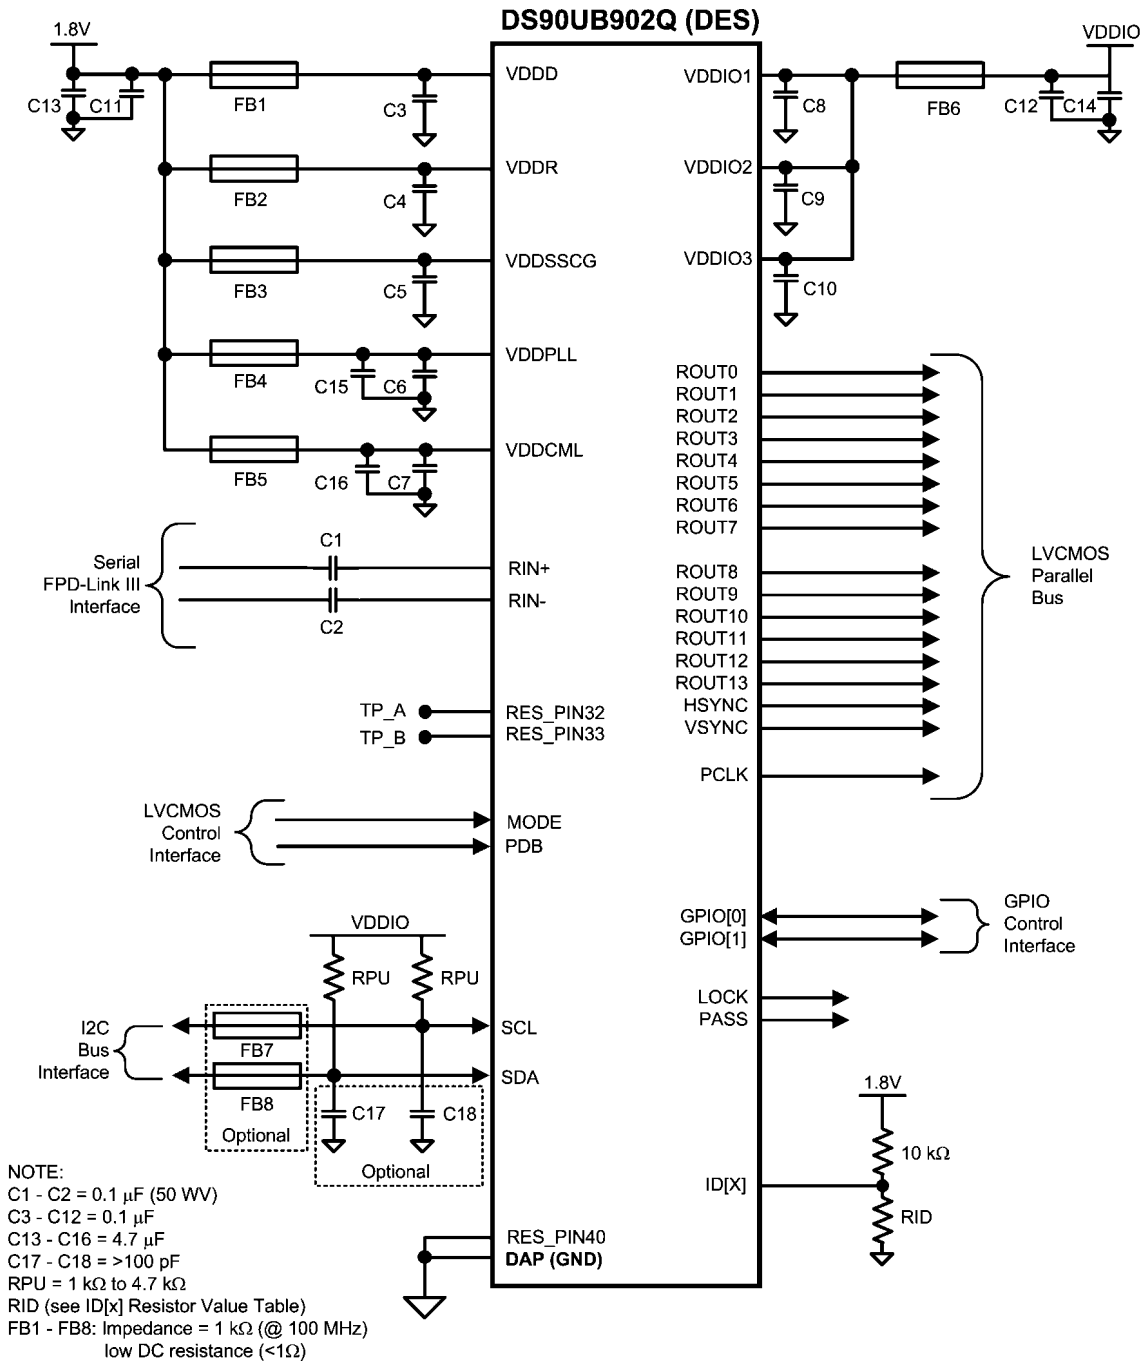 DS90UB902Q (DES)
1.8V
VDDIO
C13
C11
FB1
C3
VDDD
VDDIO1
C8
FB6
C12
C14
FB2
C4
VDDR
VDDIO2
C9
FB3
C5
VDDSSCG
VDDIO3
C10
FB4
C15
C6
VDDPLL
FB5
C16
C7
VDDCML
ROUT0
ROUT1
ROUT2
ROUT3
ROUT4
ROUT5
ROUT6
ROUT7
ROUT8
ROUT9
ROUT10
ROUT11
ROUT12
ROUT13
HSYNC
VSYNC
PCLK
LVCMOS
Parallel
Bus
Serial
FPD-Link III
Interface
C1
C2
RIN+
RIN-
TP_A
TP_B
RES_PIN32
RES_PIN33
LVCMOS
Control
Interface
MODE
PDB
GPIO[0]
GPIO[1]
GPIO
Control
Interface
LOCK
PASS
VDDIO
RPU
RPU
I2C
Bus
Interface
FB7
FB8
Optional
SCL
SDA
C17
C18
Optional
1.8V
10 kΩ
ID[X]
RID
RES_PIN40
DAP (GND)
NOTE:
C1 - C2 = 0.1 µF (50 WV)
C3 - C12 = 0.1 µF
C13 - C16 = 4.7 µF
C17 - C18 = >100 pF
RPU = 1 kΩ to 4.7 kΩ
RID (see ID[x] Resistor Value Table)
FB1 - FB8: Impedance = 1 kΩ (@ 100 MHz)
low DC resistance (<1Ω)